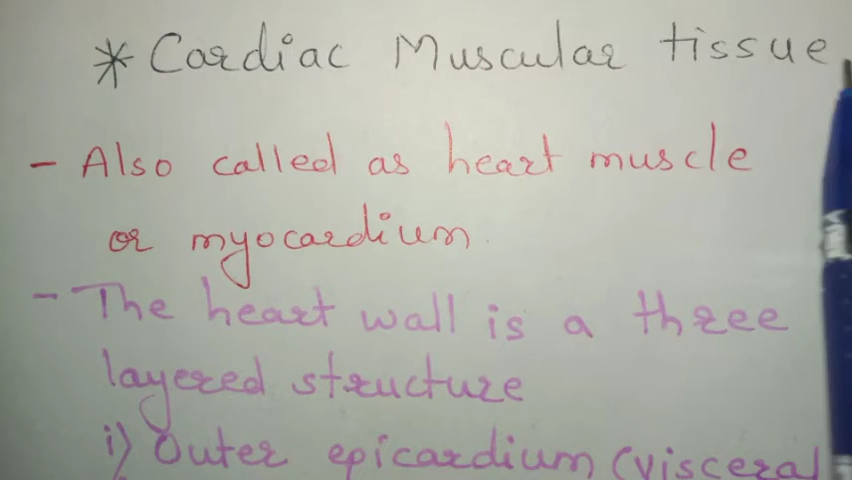 * Cardiac Muscular tissue
- Also called as heart muscle
or myocardium
- The heart wall is a three
layered structure
i) Outer epicardium (visceral